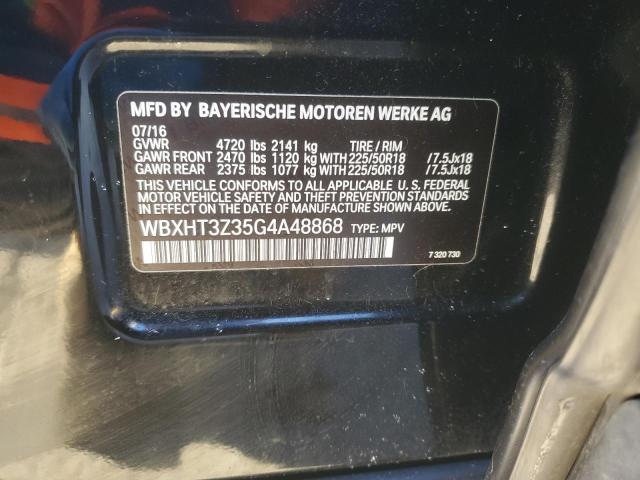 MFD BY BAYERISCHE MOTOREN WERKE AG
07/16
GVWR 4720 lbs 2141 kg TIRE / RIM
GAWR FRONT 2470 lbs 1120 kg WITH 225/50R18 /7.5Jx18
GAWR REAR 2375 lbs 1077 kg WITH 225/50R18 /7.5Jx18
THIS VEHICLE CONFORMS TO ALL APPLICABLE U. S. FEDERAL
MOTOR VEHICLE SAFETY, BUMPER, AND THEFT PREVENTION STANDARDS
IN EFFECT ON THE DATE OF MANUFACTURE SHOWN ABOVE.
WBXHT3Z35G4A48868 TYPE: MPV
7 320 730